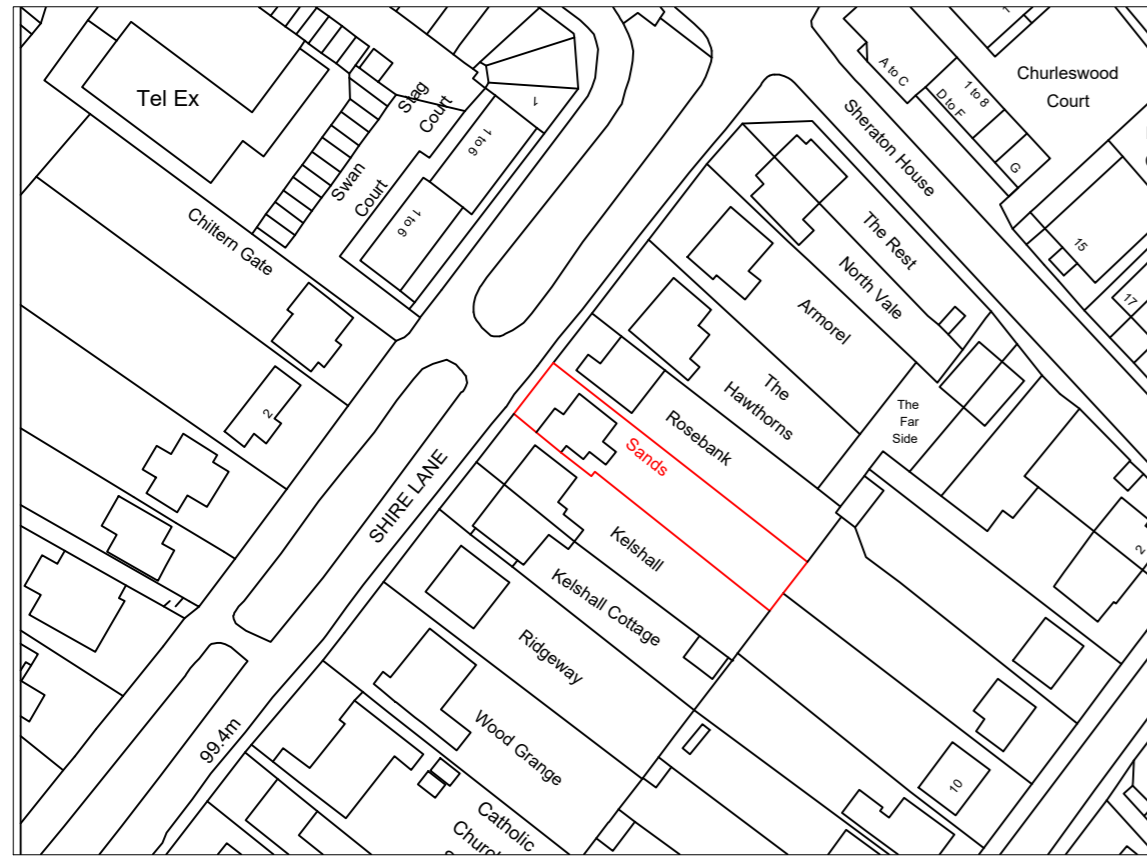 Tel Ex
Stag
Court
1
1 to 6
Swan
Court
1 to 6
Chiltern Gate
A to C
1 to 8
D to F
G
Churleswood
Court
Sheraton House
15
17
The Rest
North Vale
Armorel
The
Hawthorns
The
Far
Side
Rosebank
Sands
Kelshall
Kelshall Cottage
Ridgeway
Wood Grange
Catholic
2
SHIRE LANE
99.4m
2
10